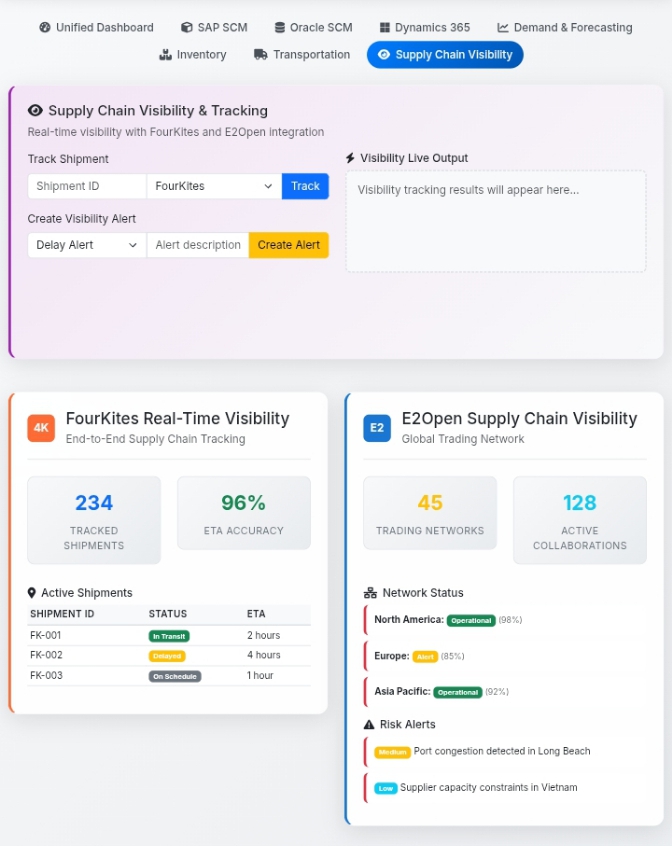 Unified Dashboard SAP SCM Oracle SCM Dynamics 365 Demand & Forecasting
Inventory Transportation Supply Chain Visibility
Supply Chain Visibility & Tracking
Real-time visibility with FourKites and E2Open integration
Track Shipment
Shipment ID FourKites Track
Create Visibility Alert
Delay Alert Alert description Create Alert
Visibility Live Output
Visibility tracking results will appear here...
4K
FourKites Real-Time Visibility
End-to-End Supply Chain Tracking
234
TRACKED
SHIPMENTS
96%
ETA ACCURACY
Active Shipments
SHIPMENT ID STATUS ETA
FK-001 In Transit 2 hours
FK-002 Delayed 4 hours
FK-003 On Schedule 1 hour
E2
E2Open Supply Chain Visibility
Global Trading Network
45
TRADING NETWORKS
128
ACTIVE
COLLABORATIONS
Network Status
North America: Operational (98%)
Europe: Alert (85%)
Asia Pacific: Operational (92%)
Risk Alerts
Medium Port congestion detected in Long Beach
Low Supplier capacity constraints in Vietnam